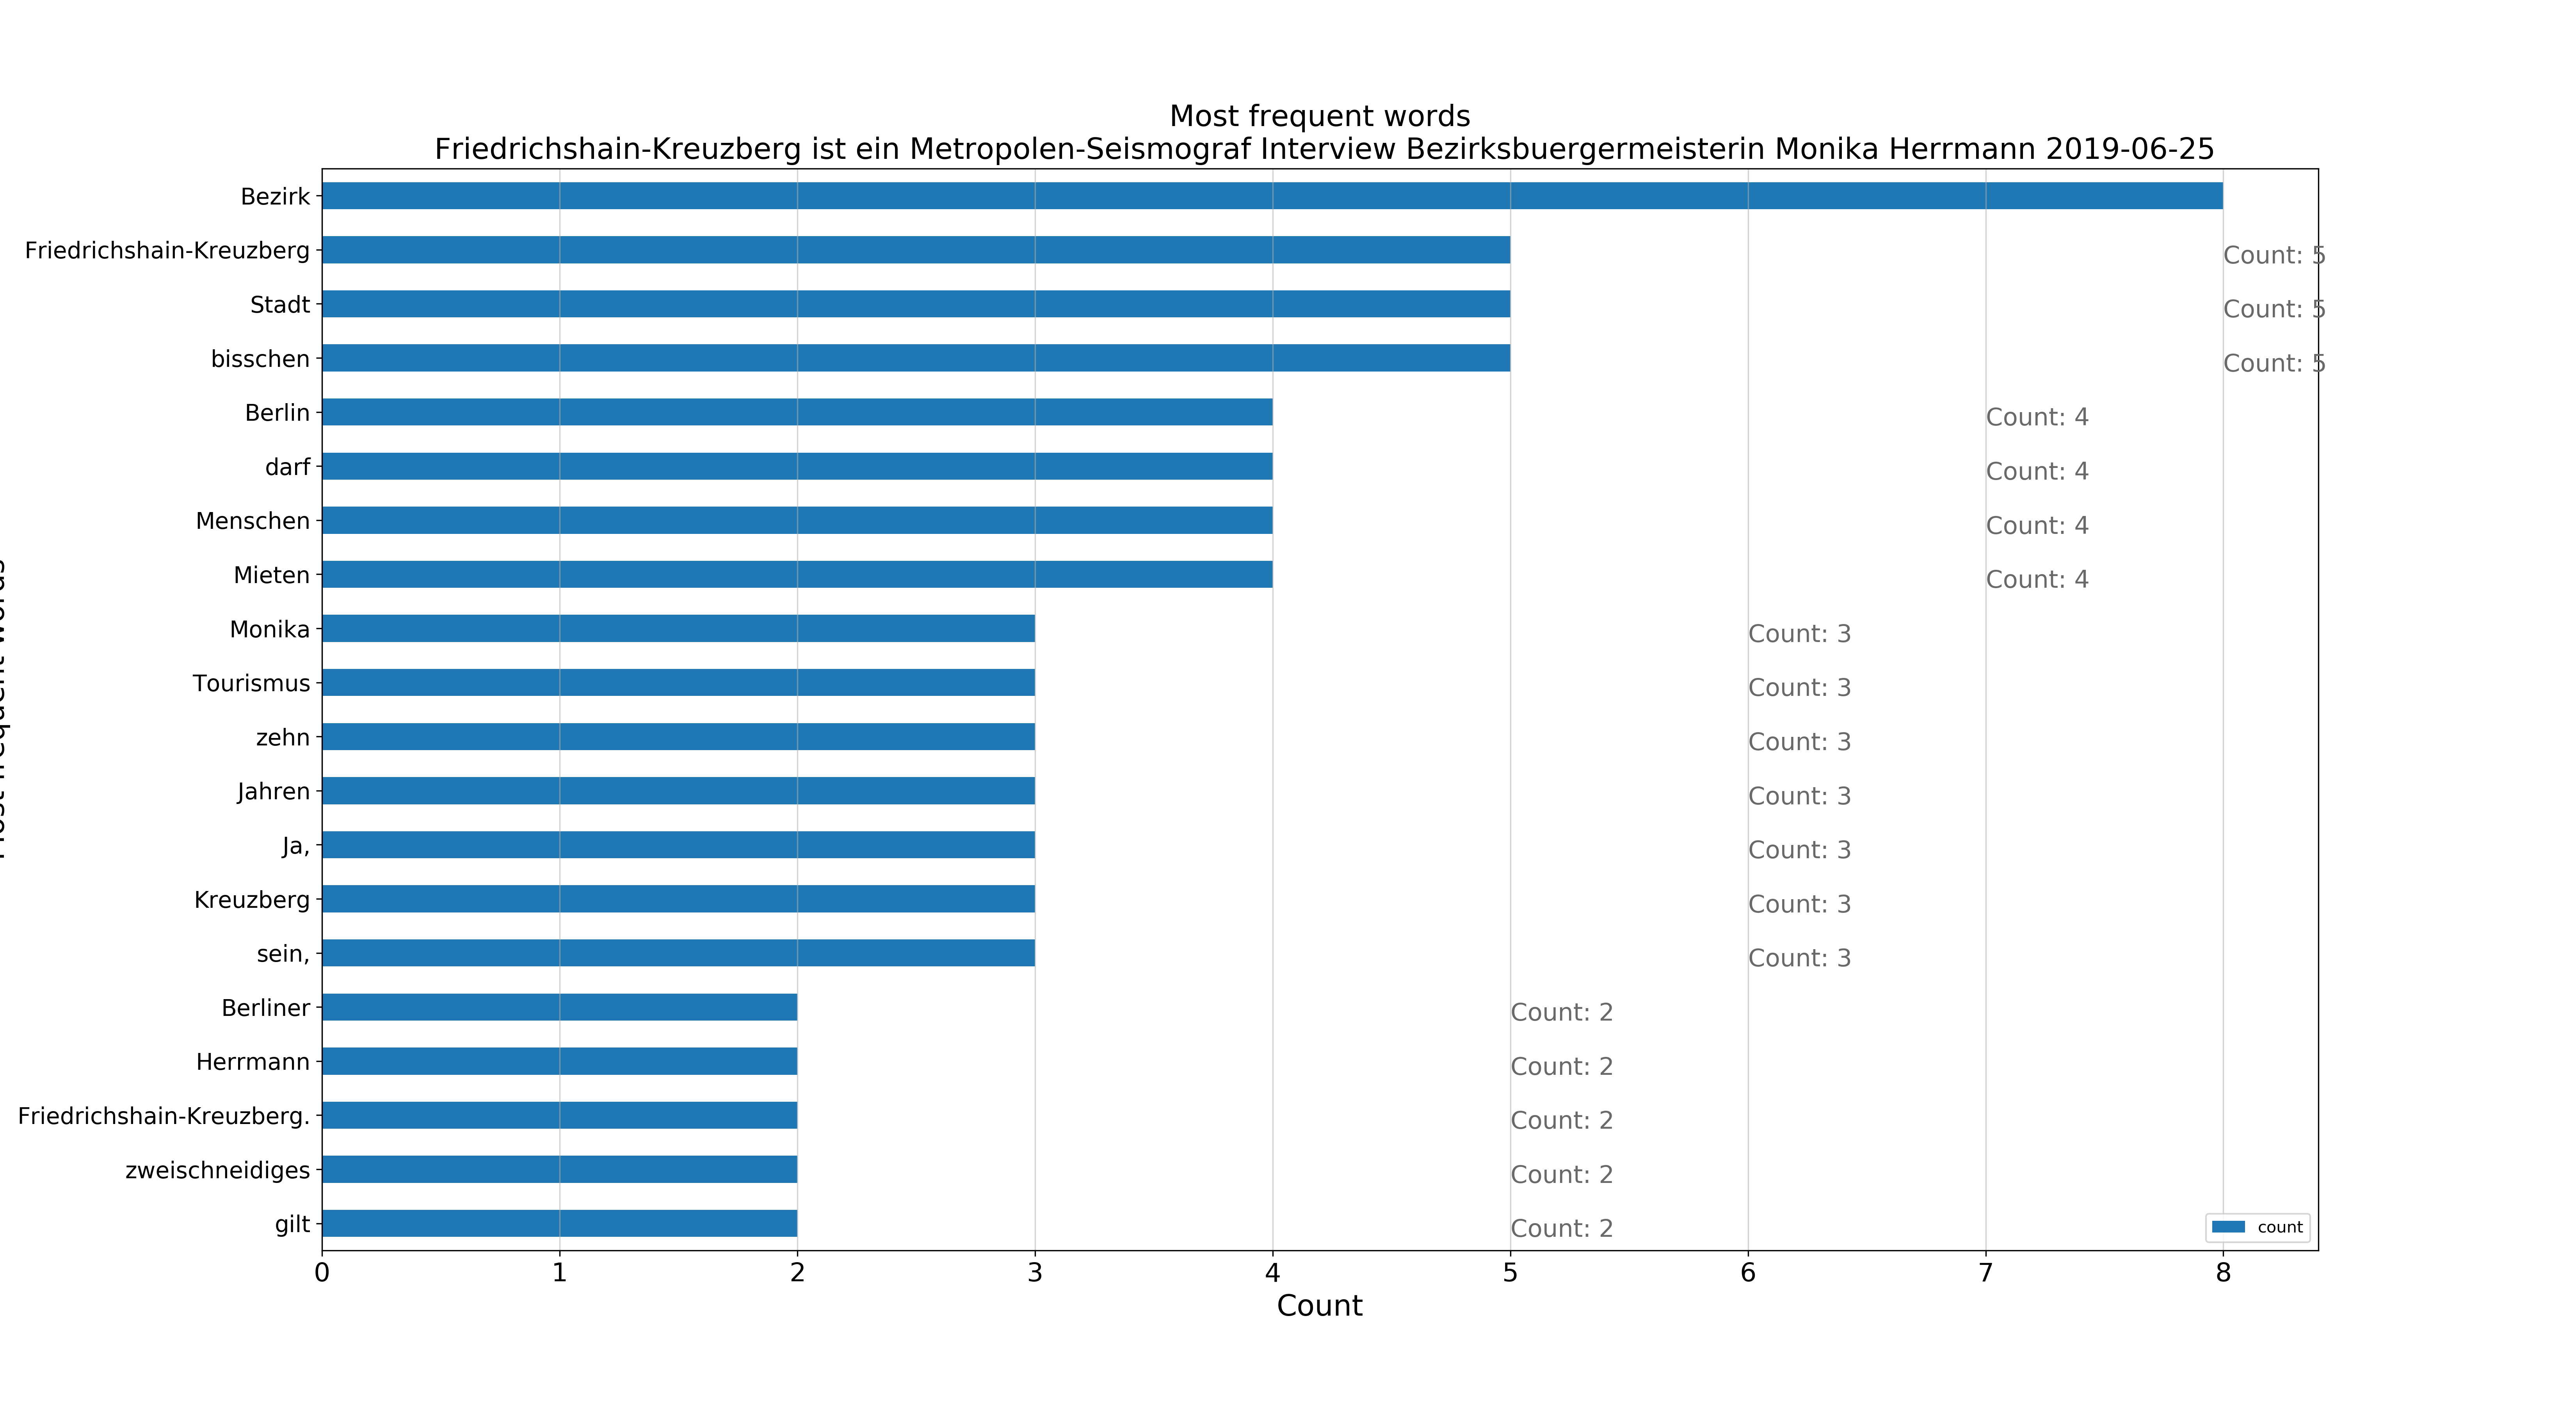 Most frequent words
Friedrichshain-Kreuzberg ist ein Metropolen-Seismograf Interview Bezirksbuergermeisterin Monika Herrmann 2019-06-25
Bezirk
Friedrichshain-Kreuzberg Count: 5
Stadt Count: 5
bisschen Count: 5
Berlin Count: 4
darf Count: 4
Menschen Count: 4
Mieten Count: 4
Monika Count: 3
Tourismus Count: 3
zehn Count: 3
Jahren Count: 3
Ja, Count: 3
Kreuzberg Count: 3
sein, Count: 3
Berliner Count: 2
Herrmann Count: 2
Friedrichshain-Kreuzberg. Count: 2
zweischneidiges Count: 2
gilt Count: 2
count
0 1 2 3 4 5 6 7 8
Count